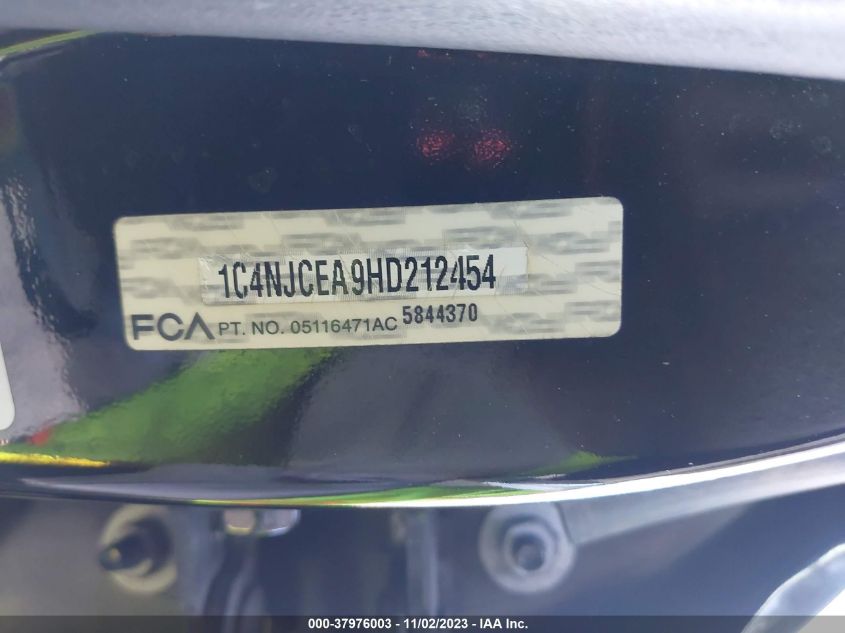 1C4NJCEA9HD212454
FCA PT. NO. 05116471AC 5844370
000-37976003 - 11/02/2023 - IAA Inc.